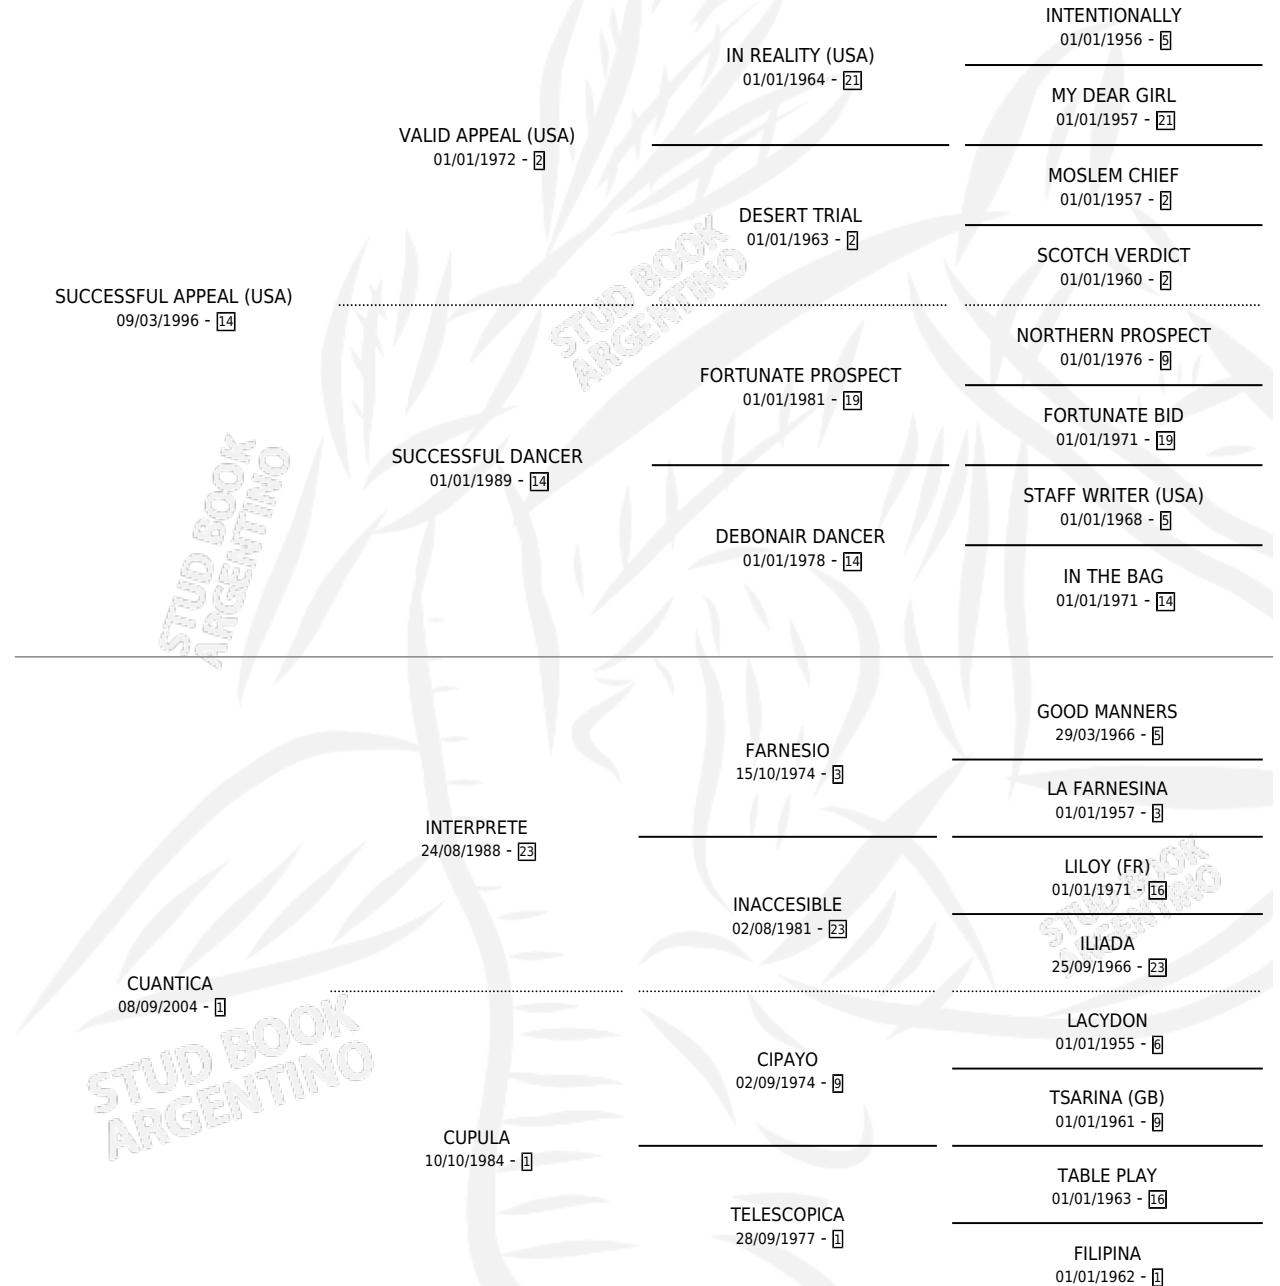 INTENTIONALLY
01/01/1956 - 5
IN REALITY (USA)
01/01/1964 - 21
MY DEAR GIRL
01/01/1957 - 21
VALID APPEAL (USA)
01/01/1972 - 2
MOSLEM CHIEF
01/01/1957 - 2
DESERT TRIAL
01/01/1963 - 2
SCOTCH VERDICT
01/01/1960 - 2
SUCCESSFUL APPEAL (USA)
09/03/1996 - 14
NORTHERN PROSPECT
01/01/1976 - 9
FORTUNATE PROSPECT
01/01/1981 - 19
FORTUNATE BID
01/01/1971 - 19
SUCCESSFUL DANCER
01/01/1989 - 14
STAFF WRITER (USA)
01/01/1968 - 5
DEBONAIR DANCER
01/01/1978 - 14
IN THE BAG
01/01/1971 - 14
GOOD MANNERS
29/03/1966 - 5
FARNESIO
15/10/1974 - 3
LA FARNESINA
01/01/1957 - 3
INTERPRETE
24/08/1988 - 23
LILOY (FR)
01/01/1971 - 16
INACCESIBLE
02/08/1981 - 23
ILIADA
25/09/1966 - 23
CUANTICA
08/09/2004 - 1
LACYDON
01/01/1955 - 6
CIPAYO
02/09/1974 - 9
TSARINA (GB)
01/01/1961 - 9
CUPULA
10/10/1984 - 1
TABLE PLAY
01/01/1963 - 16
TELESCOPICA
28/09/1977 - 1
FILIPINA
01/01/1962 - 1
STUD BOOK
ARGENTINO
STUD BOOK
ARGENTINO
STUD BOOK
ARGENTINO
STUD BOOK
ARGENTINO